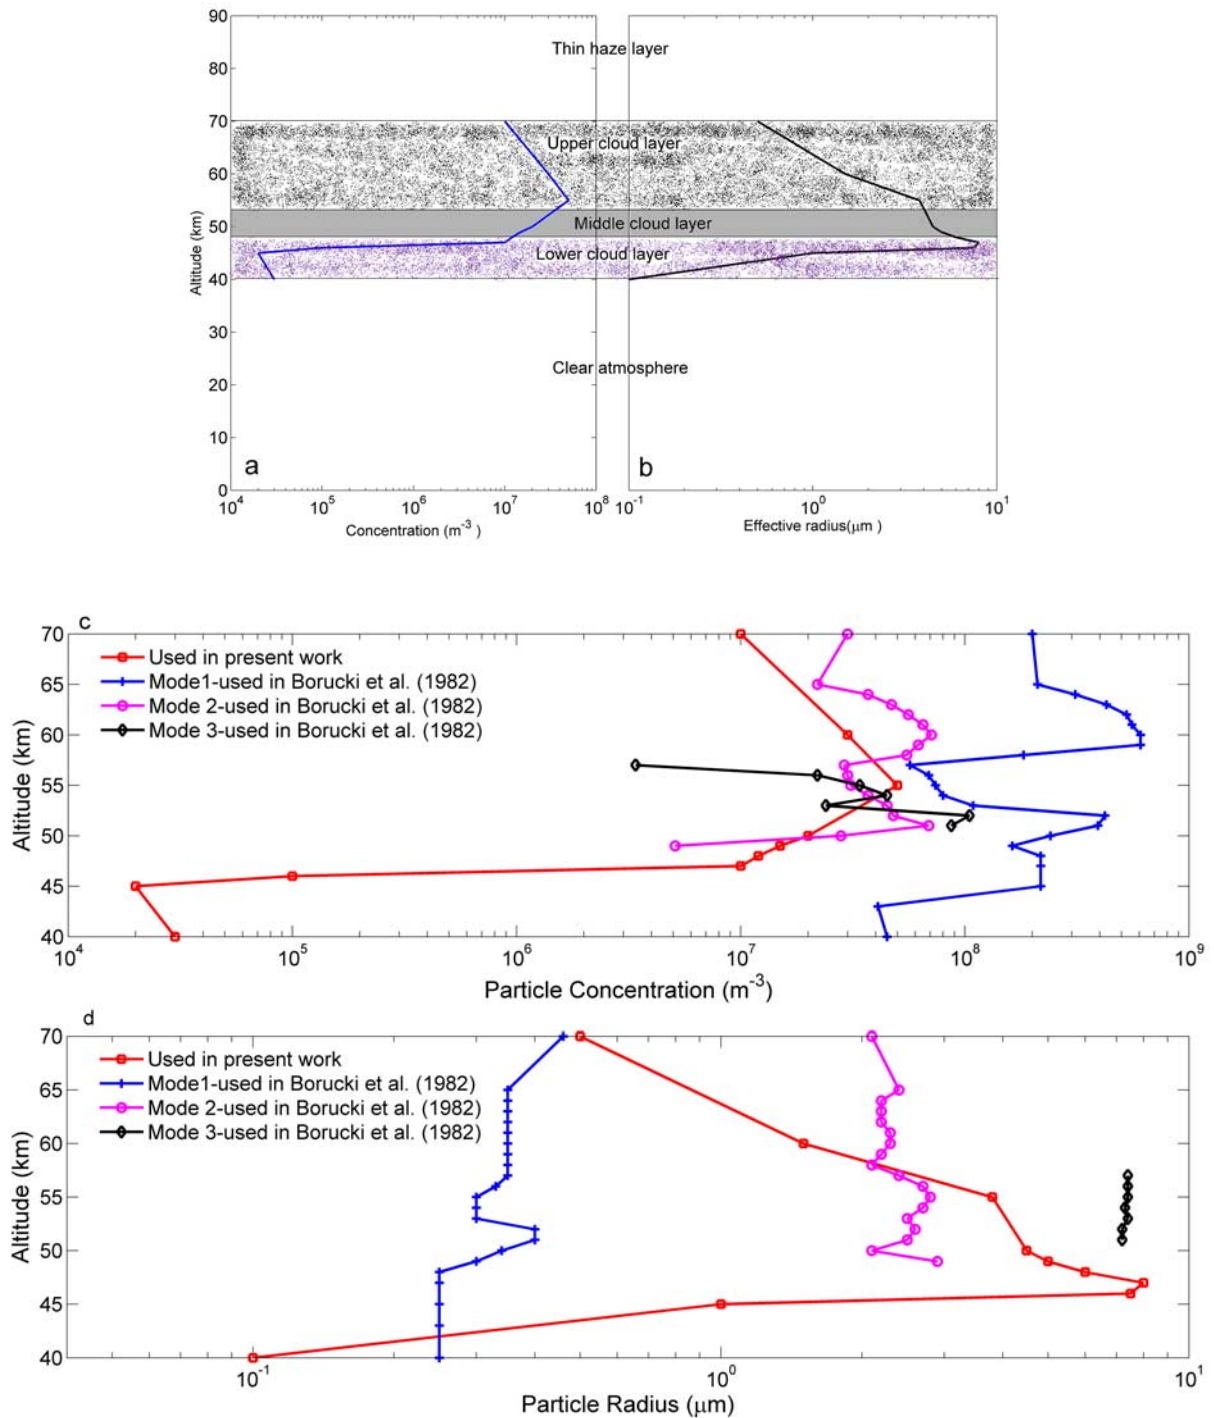 90
80
70
60
50
40
30
20
10
0
Altitude (km)
Thin haze layer
Upper cloud layer
Middle cloud layer
Lower cloud layer
Clear atmosphere
a
b
10^4 10^5 10^6 10^7 10^8 10^-1 10^0 10^1
Concentration (m^-3 )
Effective radius(μm )
c
70
65
60
55
50
45
40
Altitude (km)
Used in present work
Mode1-used in Borucki et al. (1982)
Mode 2-used in Borucki et al. (1982)
Mode 3-used in Borucki et al. (1982)
10^4 10^5 10^6 10^7 10^8 10^9
Particle Concentration (m^-3)
d
70
65
60
55
50
45
40
Altitude (km)
Used in present work
Mode1-used in Borucki et al. (1982)
Mode 2-used in Borucki et al. (1982)
Mode 3-used in Borucki et al. (1982)
10^-1 10^0 10^1
Particle Radius (μm)